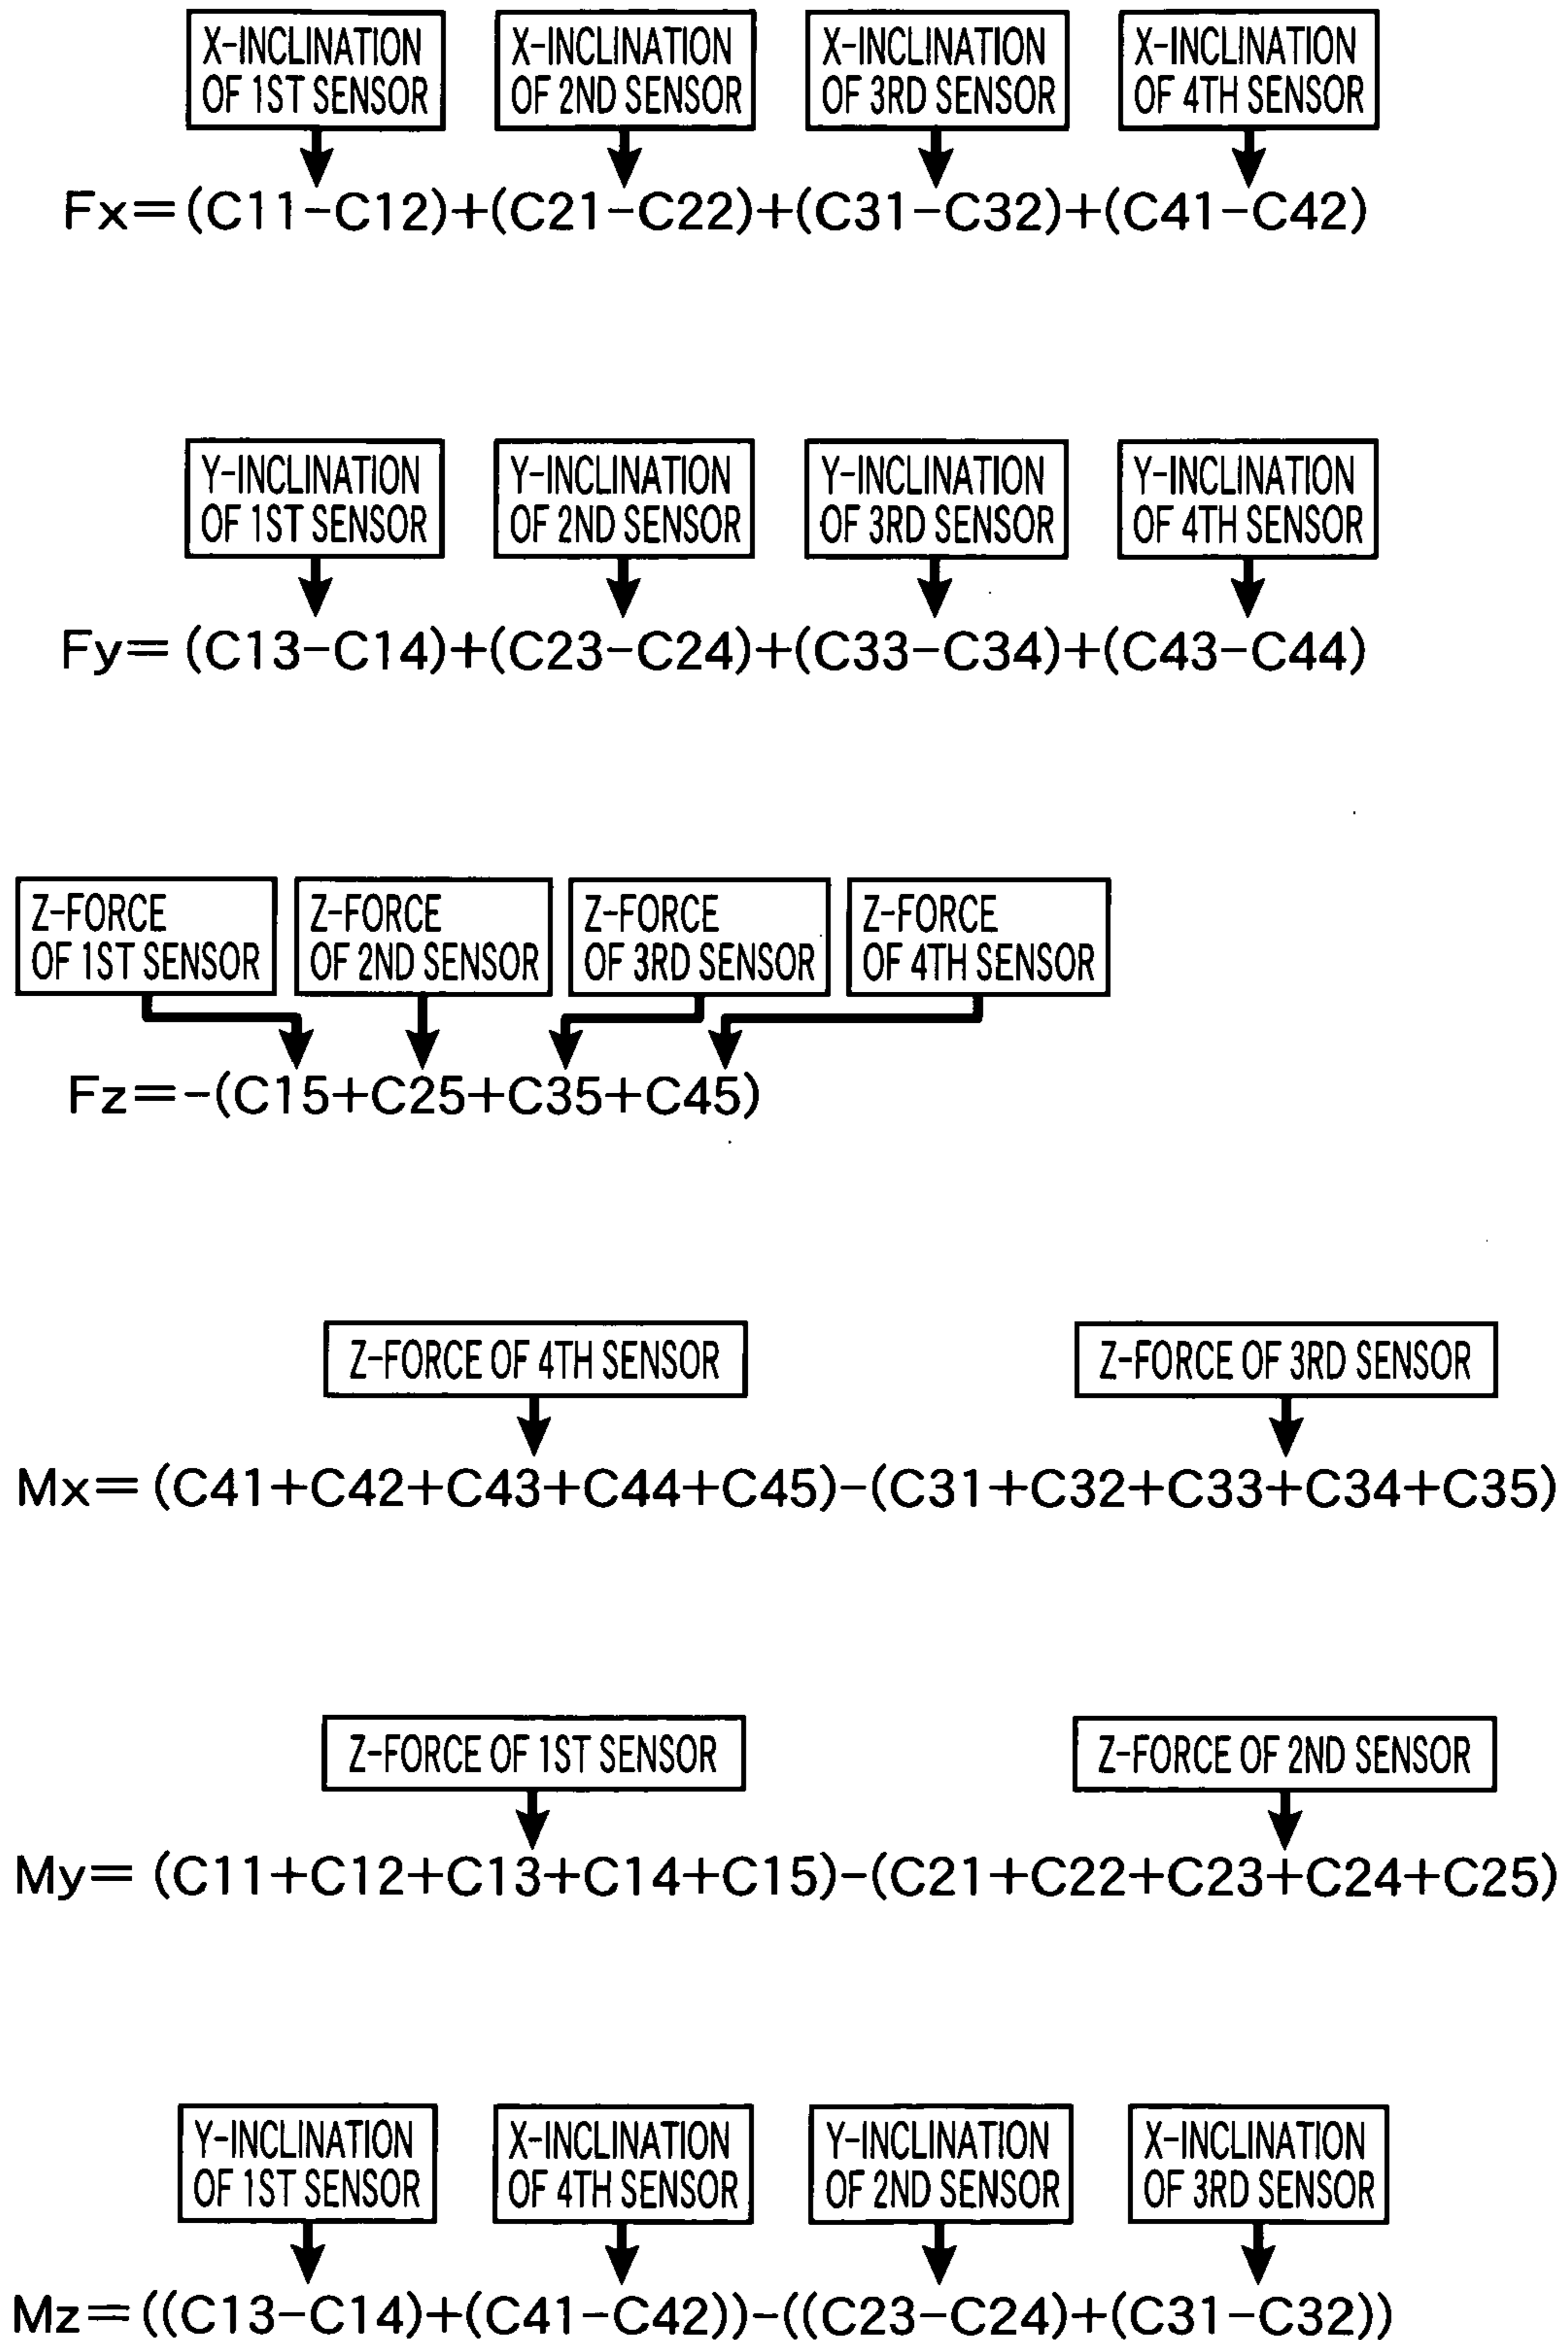 X-INCLINATION OF 1ST SENSOR
X-INCLINATION OF 2ND SENSOR
X-INCLINATION OF 3RD SENSOR
X-INCLINATION OF 4TH SENSOR
Fx=(C11-C12)+(C21-C22)+(C31-C32)+(C41-C42)
Y-INCLINATION OF 1ST SENSOR
Y-INCLINATION OF 2ND SENSOR
Y-INCLINATION OF 3RD SENSOR
Y-INCLINATION OF 4TH SENSOR
Fy=(C13-C14)+(C23-C24)+(C33-C34)+(C43-C44)
Z-FORCE OF 1ST SENSOR
Z-FORCE OF 2ND SENSOR
Z-FORCE OF 3RD SENSOR
Z-FORCE OF 4TH SENSOR
Fz=-(C15+C25+C35+C45)
Z-FORCE OF 4TH SENSOR
Z-FORCE OF 3RD SENSOR
Mx=(C41+C42+C43+C44+C45)-(C31+C32+C33+C34+C35)
Z-FORCE OF 1ST SENSOR
Z-FORCE OF 2ND SENSOR
My=(C11+C12+C13+C14+C15)-(C21+C22+C23+C24+C25)
Y-INCLINATION OF 1ST SENSOR
X-INCLINATION OF 4TH SENSOR
Y-INCLINATION OF 2ND SENSOR
X-INCLINATION OF 3RD SENSOR
Mz=((C13-C14)+(C41-C42))-((C23-C24)+(C31-C32))